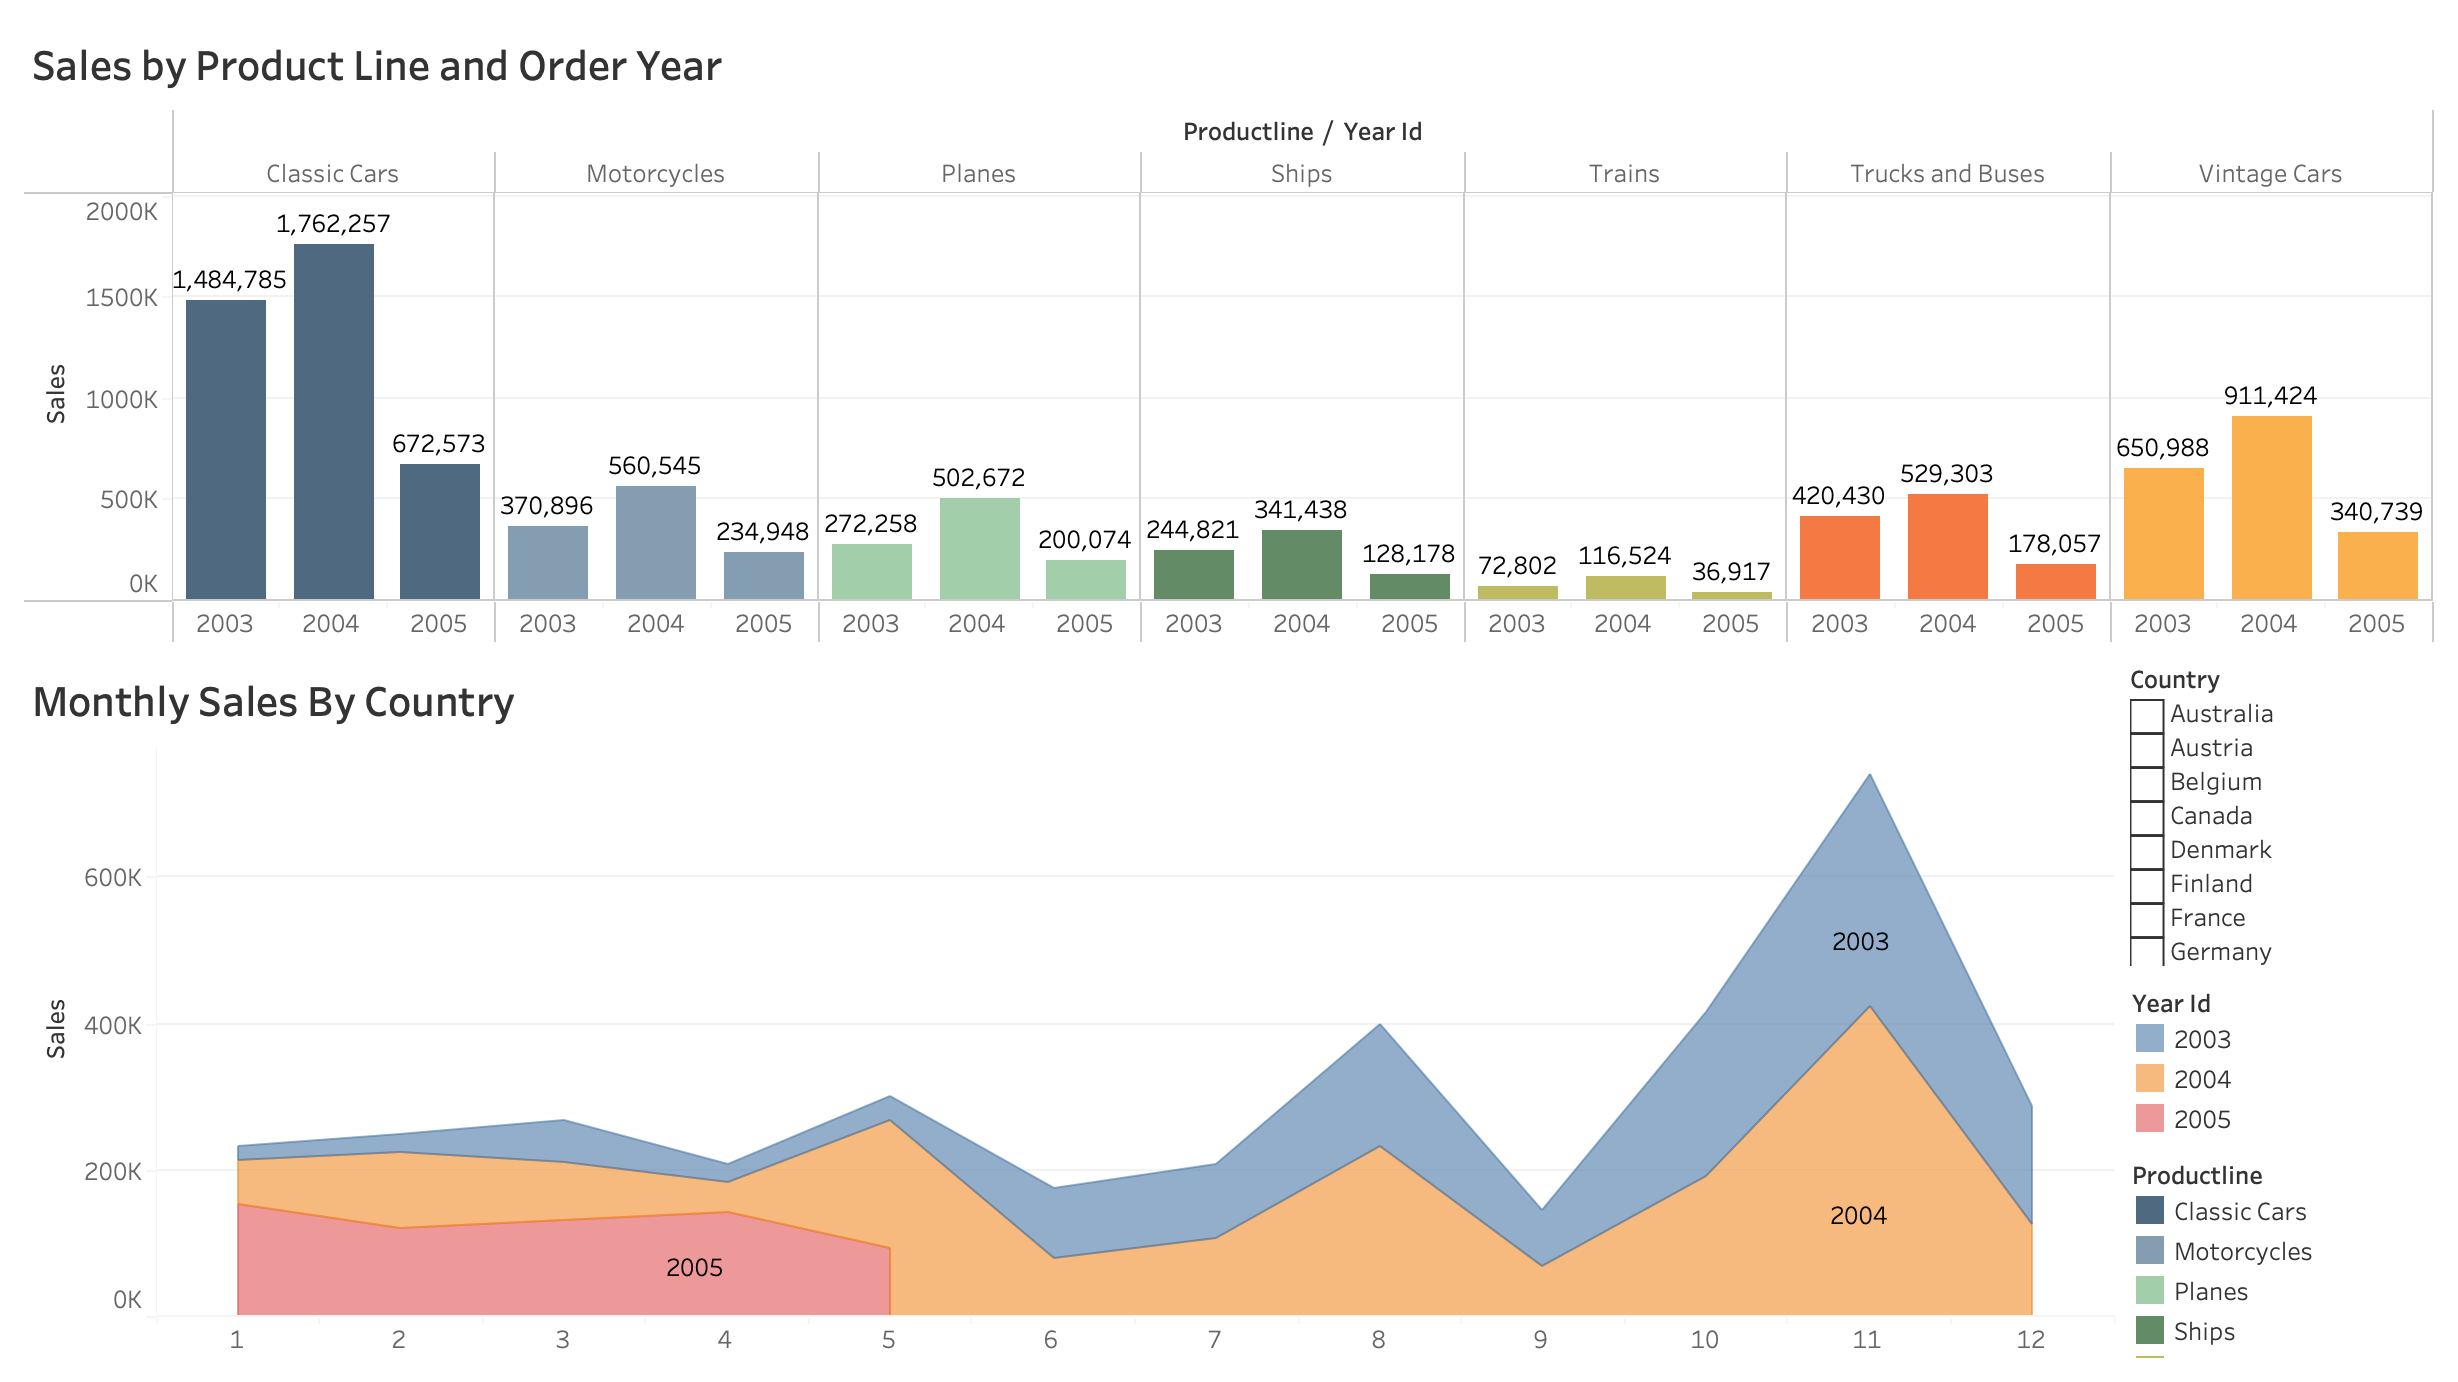 Sales by Product Line and Order Year
Productline / Year Id
Classic Cars Motorcycles Planes Ships Trains Trucks and Buses Vintage Cars
2000K
1500K
1000K
500K
0K
Sales
1,484,785 1,762,257 672,573
370,896 560,545 234,948
272,258 502,672 200,074
244,821 341,438 128,178
72,802 116,524 36,917
420,430 529,303 178,057
650,988 911,424 340,739
2003 2004 2005 2003 2004 2005 2003 2004 2005 2003 2004 2005 2003 2004 2005 2003 2004 2005 2003 2004 2005
Monthly Sales By Country
600K
400K
200K
0K
Sales
2003
2004
2005
1 2 3 4 5 6 7 8 9 10 11 12
Country
Australia
Austria
Belgium
Canada
Denmark
Finland
France
Germany
Year Id
2003
2004
2005
Productline
Classic Cars
Motorcycles
Planes
Ships